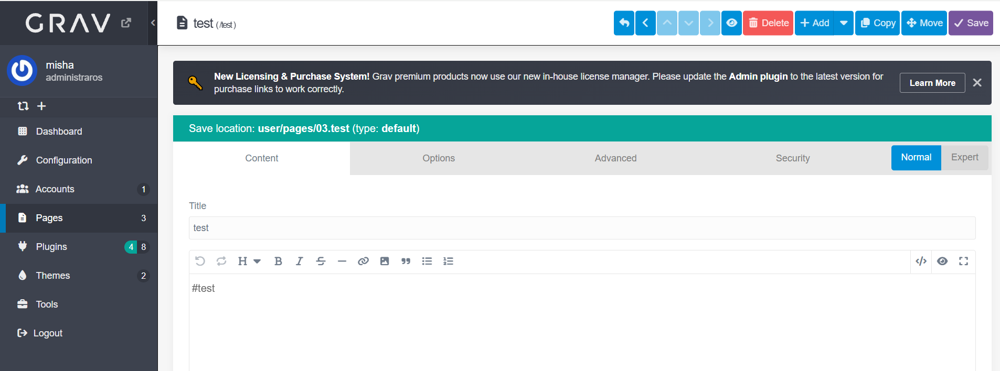 GRAV
test (/test)
Delete
Add
Copy
Move
Save
misha
administraros
New Licensing & Purchase System! Grav premium products now use our new in-house license manager. Please update the Admin plugin to the latest version for
purchase links to work correctly.
Learn More
Dashboard
Configuration
Accounts 1
Pages 3
Plugins 4 8
Themes 2
Tools
Logout
Save location: user/pages/03.test (type: default)
Content Options Advanced Security Normal Expert
Title
test
H B I S
#test